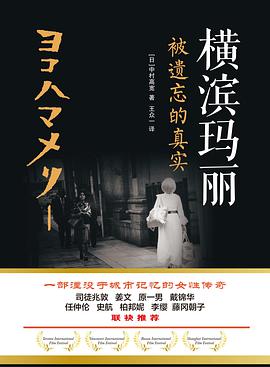 横滨玛丽
被遗忘的真实
[日]中村高宽 著
王众一 译
ヨコハマメリー
一部湮没于城市记忆的女性传奇
司徒兆敦 姜文 原一男 戴锦华
任仲伦 史航 柏邦妮 李缨 藤冈朝子
联袂推荐